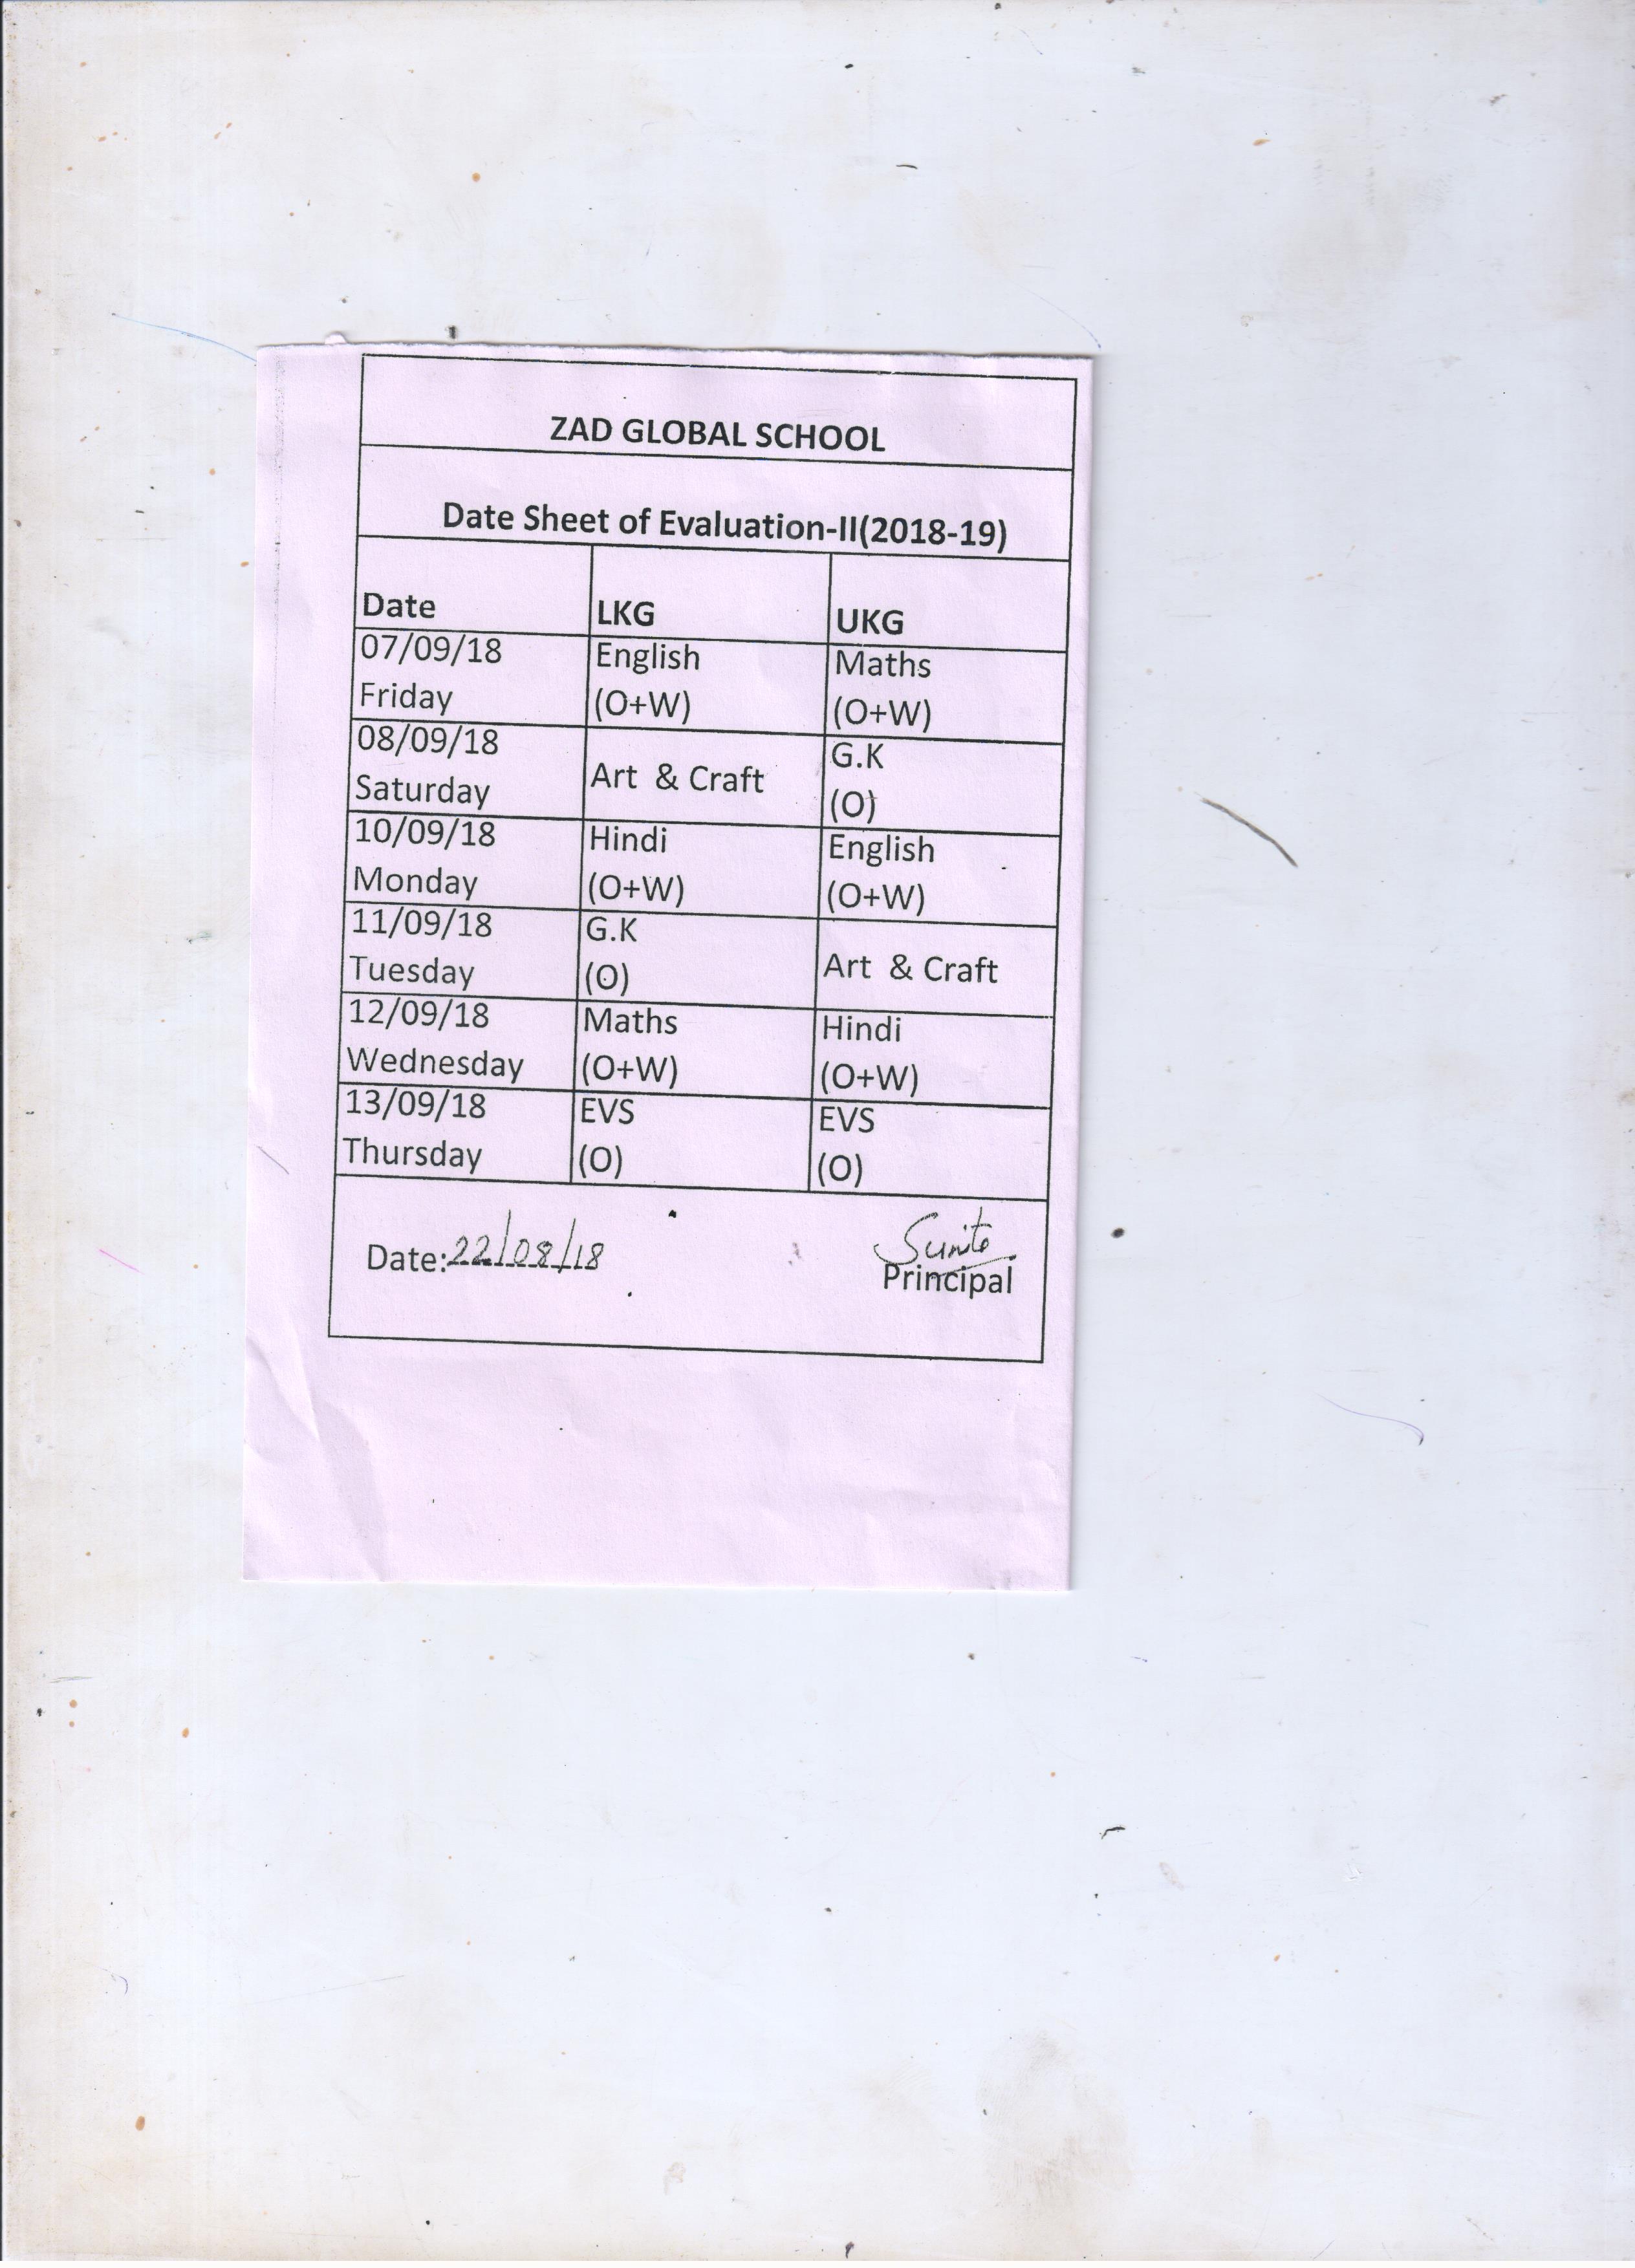 ZAD GLOBAL SCHOOL
Date Sheet of Evaluation-II(2018-19)
Date LKG UKG
07/09/18 English Maths
Friday (O+W) (O+W)
08/09/18 G.K
Art & Craft
Saturday (O)
10/09/18 Hindi English
Monday (O+W) (O+W)
11/09/18 G.K
Art & Craft
Tuesday (O)
12/09/18 Maths Hindi
Wednesday (O+W) (O+W)
13/09/18 EVS EVS
Thursday (O) (O)
Date:22/08/18
Principal